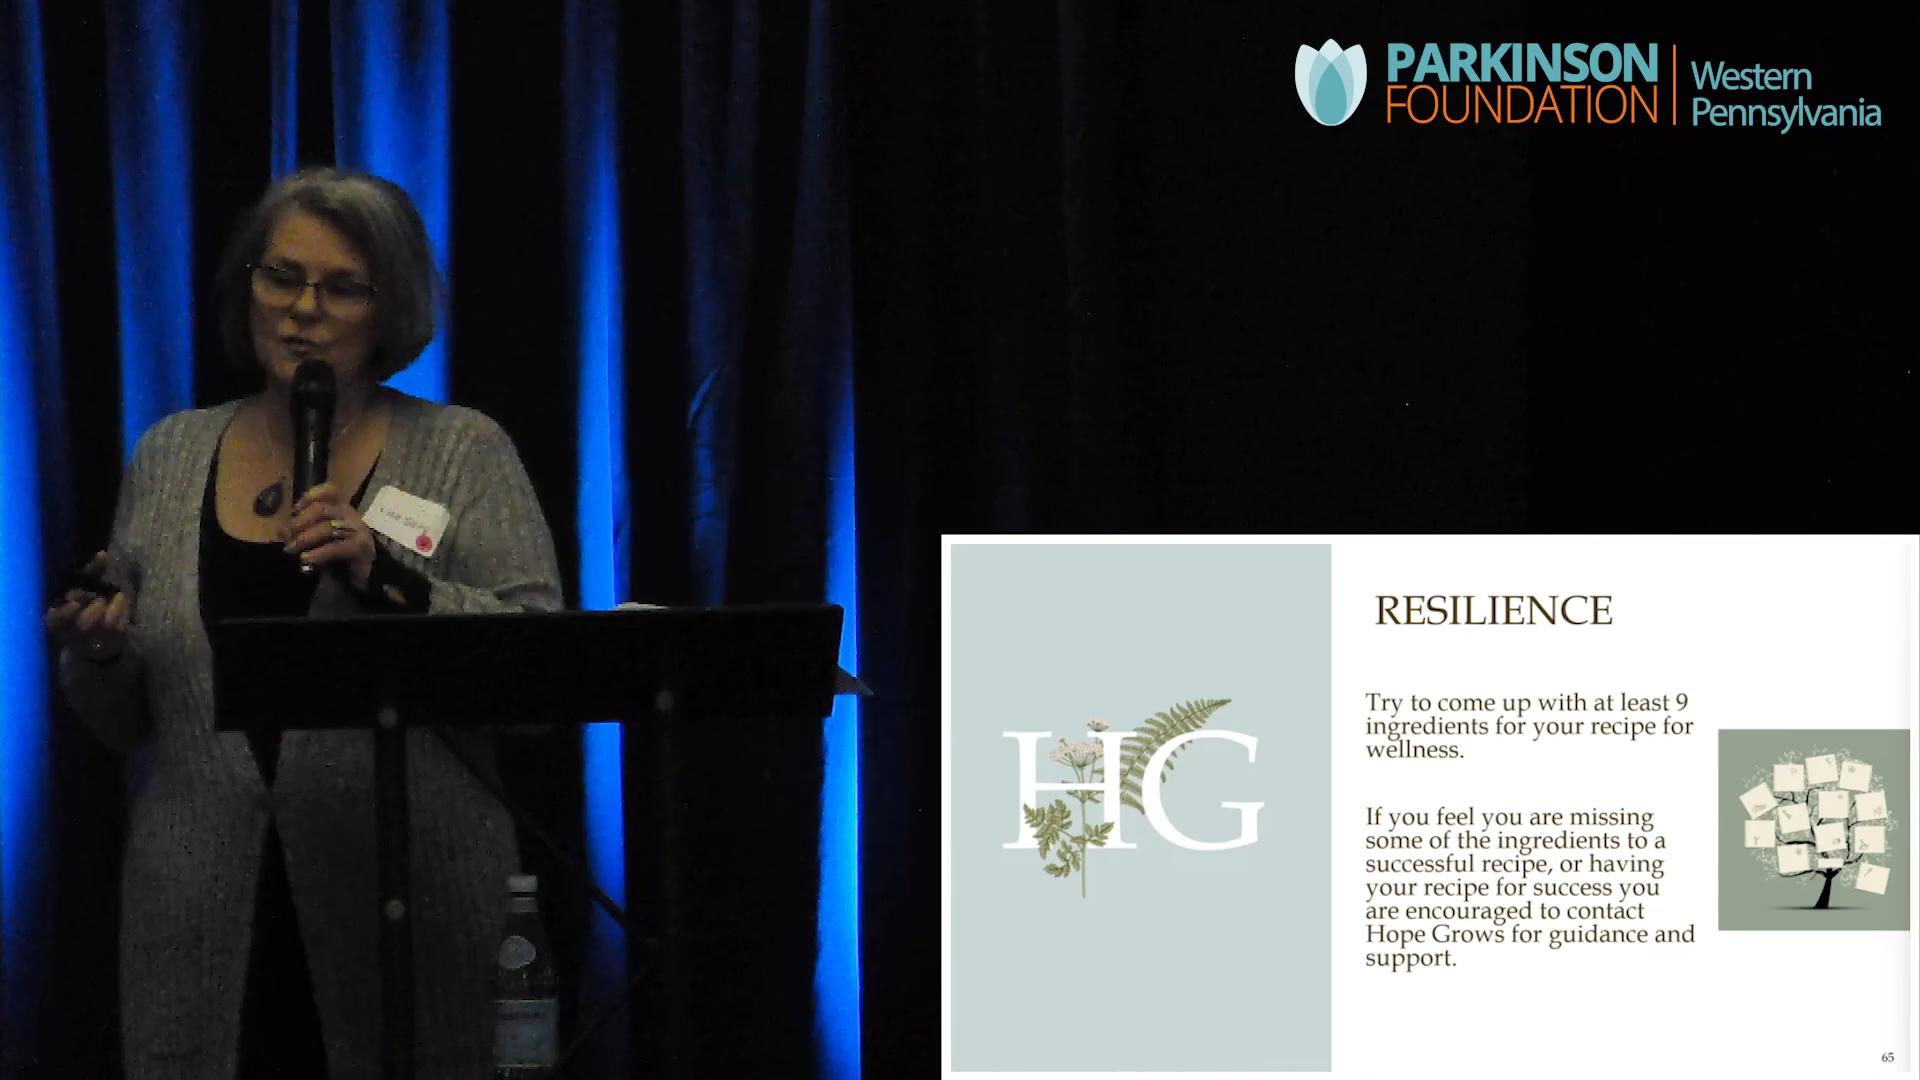 PARKINSON
FOUNDATION
Western
Pennsylvania
HG
RESILIENCE
Try to come up with at least 9
ingredients for your recipe for
wellness.
If you feel you are missing
some of the ingredients to a
successful recipe, or having
your recipe for success you
are encouraged to contact
Hope Grows for guidance and
support.
65